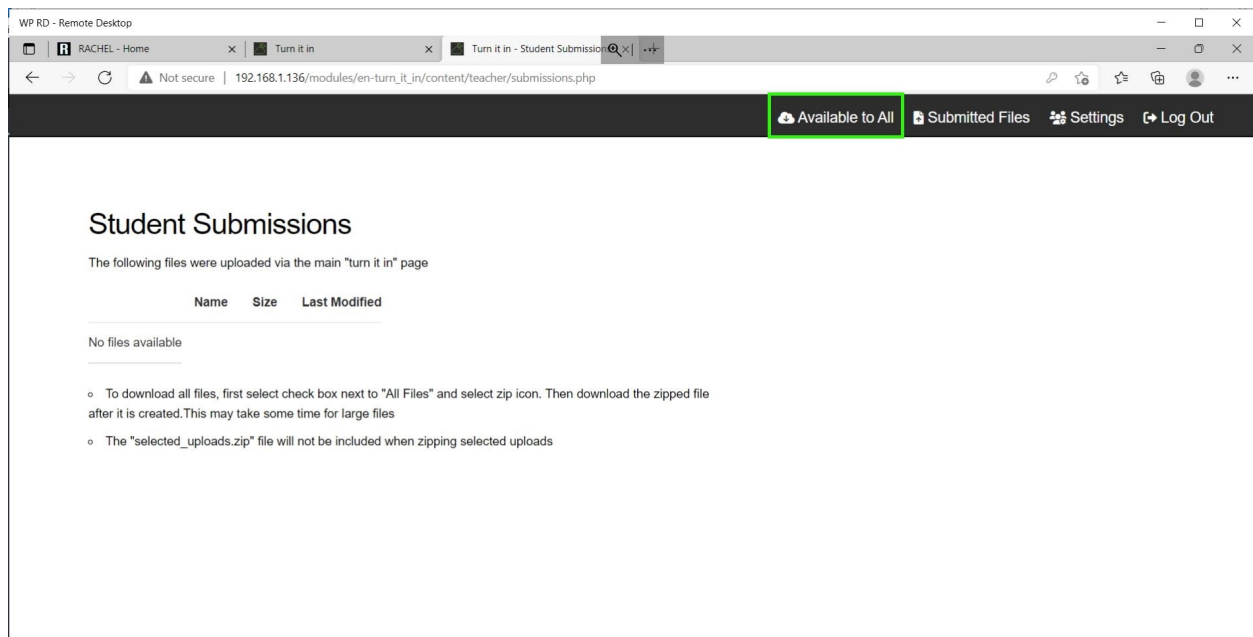 WP RD - Remote Desktop
RACHEL - Home
Turn it in
Turn it in - Student Submission
Not secure | 192.168.1.136/modules/en-turn_it_in/content/teacher/submissions.php
Available to All
Submitted Files
Settings
Log Out
Student Submissions
The following files were uploaded via the main "turn it in" page
Name Size Last Modified
No files available
To download all files, first select check box next to "All Files" and select zip icon. Then download the zipped file
after it is created.This may take some time for large files
The "selected_uploads.zip" file will not be included when zipping selected uploads